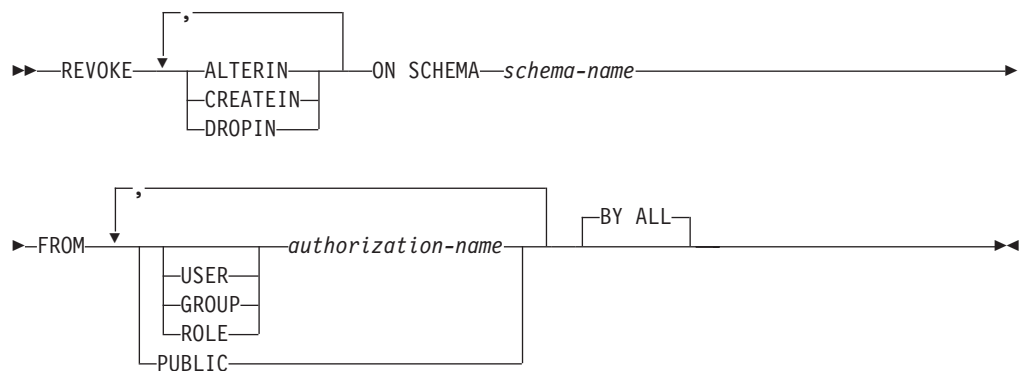 ,
REVOKE ALTERIN ON SCHEMA schema-name
CREATEIN
DROPIN
,
BY ALL
FROM authorization-name
USER
GROUP
ROLE
PUBLIC